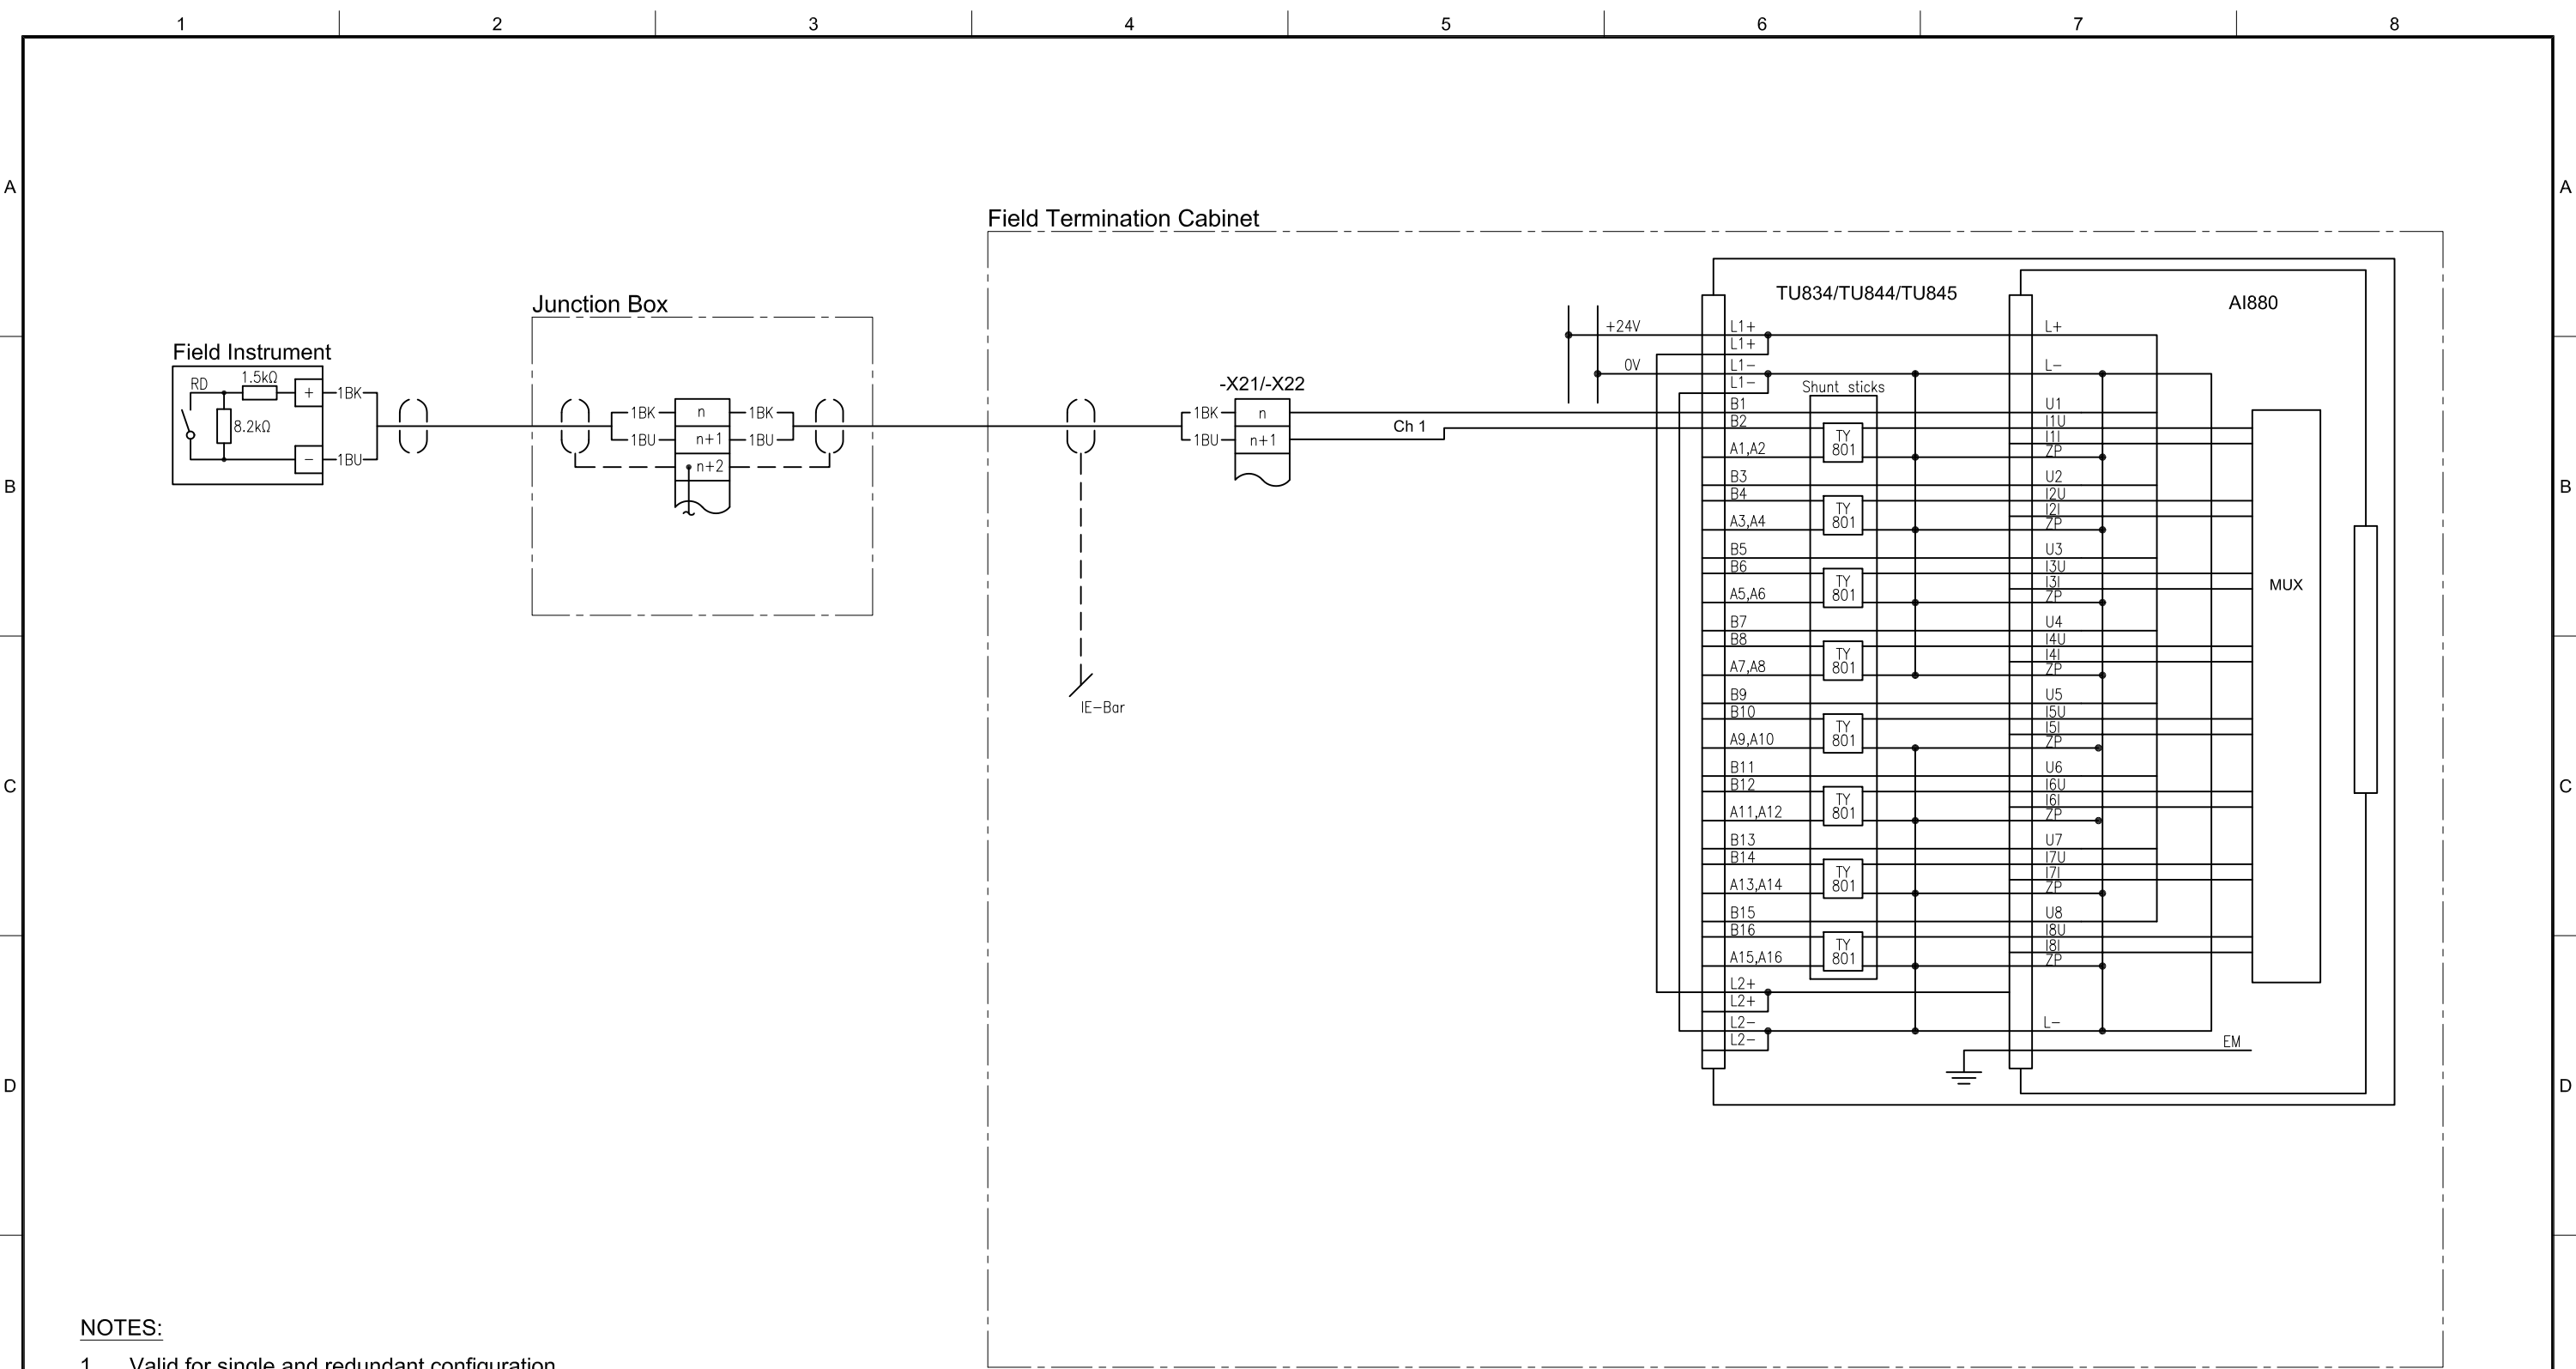 1 2 3 4 5 6 7 8
A A
Field Termination Cabinet
Junction Box
TU834/TU844/TU845
AI880
Field Instrument
RD
1.5kΩ
8.2kΩ
+
-
1BK
1BU
1BK n 1BK
1BU n+1 1BU
n+2
-X21/-X22
1BK n
1BU n+1
Ch 1
IE-Bar
+24V
0V
L1+ L+
L1+
L1- L-
L1-
Shunt sticks
B1 U1
B2 I1U
TY
801
I1I
A1,A2 ZP
B B
B3 U2
B4 I2U
TY
801
I2I
A3,A4 ZP
B5 U3
B6 I3U
TY
801
I3I
A5,A6 ZP
MUX
B7 U4
B8 I4U
TY
801
I4I
A7,A8 ZP
B9 U5
B10 I5U
TY
801
I5I
A9,A10 ZP
C C
B11 U6
B12 I6U
TY
801
I6I
A11,A12 ZP
B13 U7
B14 I7U
TY
801
I7I
A13,A14 ZP
B15 U8
B16 I8U
TY
801
I8I
A15,A16 ZP
L2+
L2+
L2- L-
L2-
EM
D D
NOTES:
1 Valid for single and redundant configuration